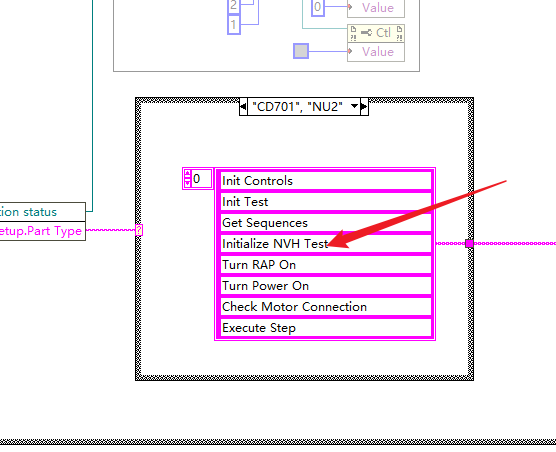 2
1
0
Value
Ctl
Value
"CD701", "NU2"
0
Init Controls
Init Test
Get Sequences
Initialize NVH Test
Turn RAP On
Turn Power On
Check Motor Connection
Execute Step
tion status
etup.Part Type
?